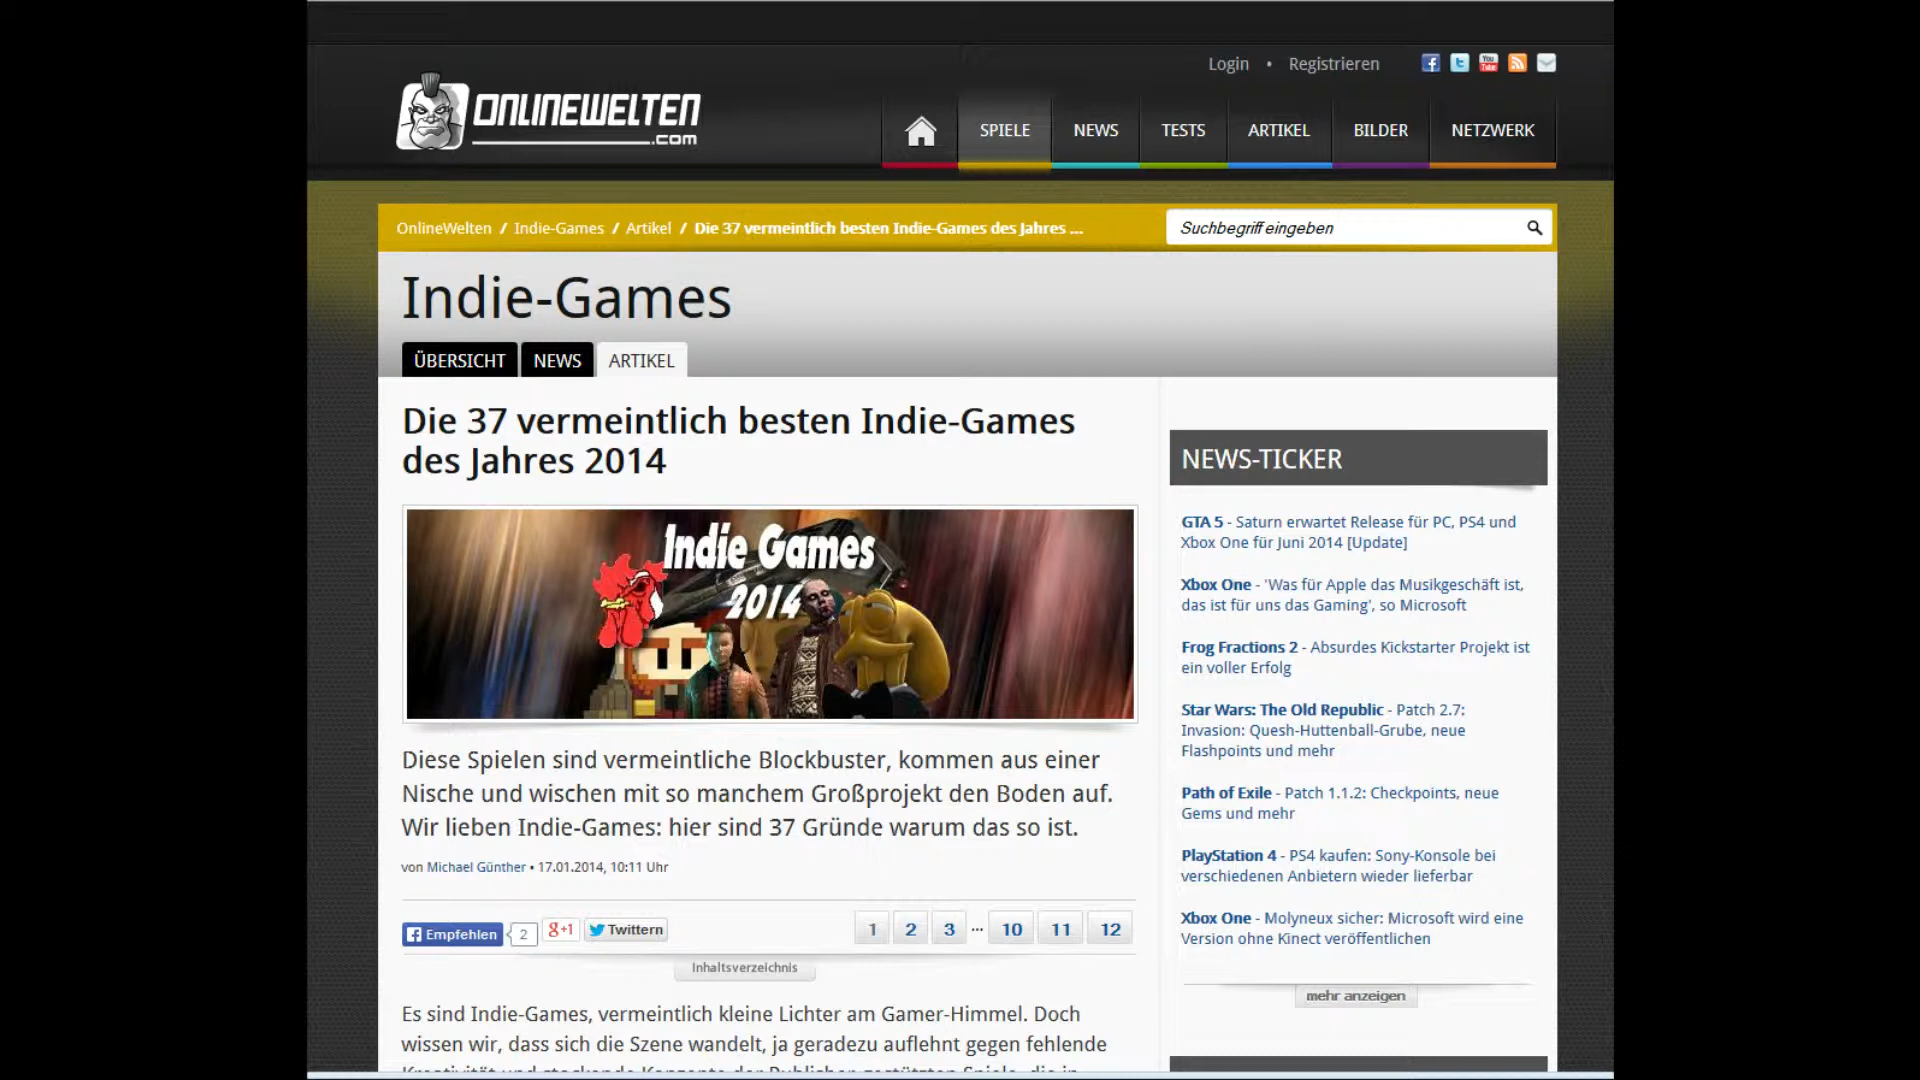 Login • Registrieren
ONLINEWELTEN
.com
SPIELE NEWS TESTS ARTIKEL BILDER NETZWERK
OnlineWelten / Indie-Games / Artikel / Die 37 vermeintlich besten Indie-Games des Jahres ...
Suchbegriff eingeben
Indie-Games
ÜBERSICHT NEWS ARTIKEL
Die 37 vermeintlich besten Indie-Games
des Jahres 2014
Indie Games
2014
Diese Spielen sind vermeintliche Blockbuster, kommen aus einer
Nische und wischen mit so manchem Großprojekt den Boden auf.
Wir lieben Indie-Games: hier sind 37 Gründe warum das so ist.
von Michael Günther • 17.01.2014, 10:11 Uhr
Empfehlen 2 g+1 Twittern
1 2 3 ... 10 11 12
Inhaltsverzeichnis
Es sind Indie-Games, vermeintlich kleine Lichter am Gamer-Himmel. Doch
wissen wir, dass sich die Szene wandelt, ja geradezu auflehnt gegen fehlende
Kreativität und stockende Konzepte der Publisher-gestützten Spiele, die in
NEWS-TICKER
GTA 5 - Saturn erwartet Release für PC, PS4 und
Xbox One für Juni 2014 [Update]
Xbox One - 'Was für Apple das Musikgeschäft ist,
das ist für uns das Gaming', so Microsoft
Frog Fractions 2 - Absurdes Kickstarter Projekt ist
ein voller Erfolg
Star Wars: The Old Republic - Patch 2.7:
Invasion: Quesh-Huttenball-Grube, neue
Flashpoints und mehr
Path of Exile - Patch 1.1.2: Checkpoints, neue
Gems und mehr
PlayStation 4 - PS4 kaufen: Sony-Konsole bei
verschiedenen Anbietern wieder lieferbar
Xbox One - Molyneux sicher: Microsoft wird eine
Version ohne Kinect veröffentlichen
mehr anzeigen